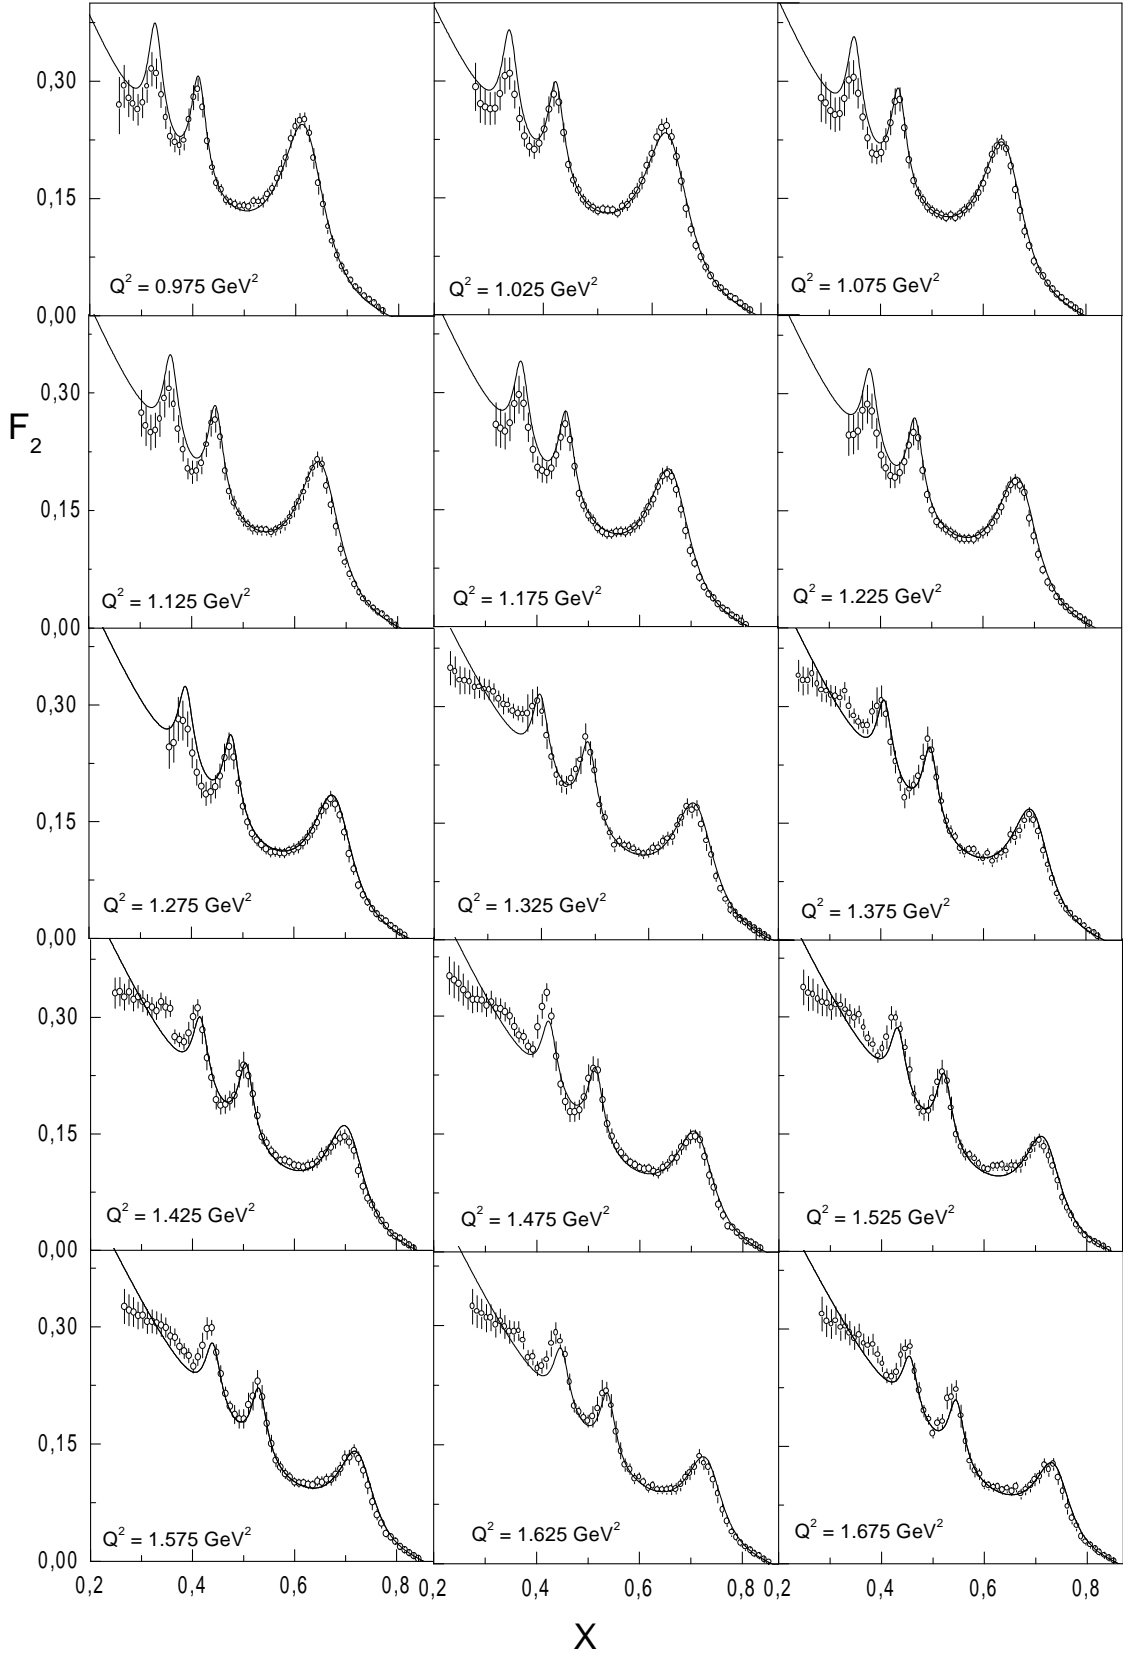 0,30
0,15
Q² = 0.975 GeV²
Q² = 1.025 GeV²
Q² = 1.075 GeV²
0,00
0,30
F₂
0,15
Q² = 1.125 GeV²
Q² = 1.175 GeV²
Q² = 1.225 GeV²
0,00
0,30
0,15
Q² = 1.275 GeV²
Q² = 1.325 GeV²
Q² = 1.375 GeV²
0,00
0,30
0,15
Q² = 1.425 GeV²
Q² = 1.475 GeV²
Q² = 1.525 GeV²
0,00
0,30
0,15
Q² = 1.575 GeV²
Q² = 1.625 GeV²
Q² = 1.675 GeV²
0,00
0,2 0,4 0,6 0,8 0,2 0,4 0,6 0,8 0,2 0,4 0,6 0,8
X